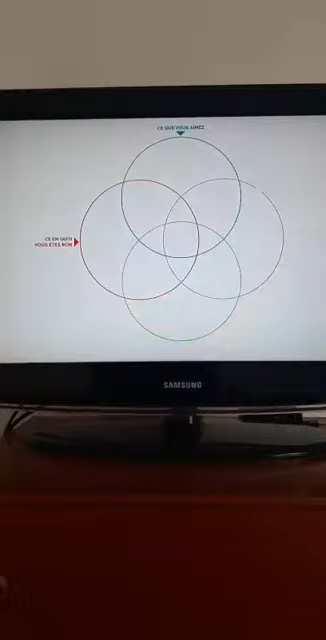 CE QUE VOUS AIMEZ
CE EN QUOI
VOUS ÊTES BON
SAMSUNG